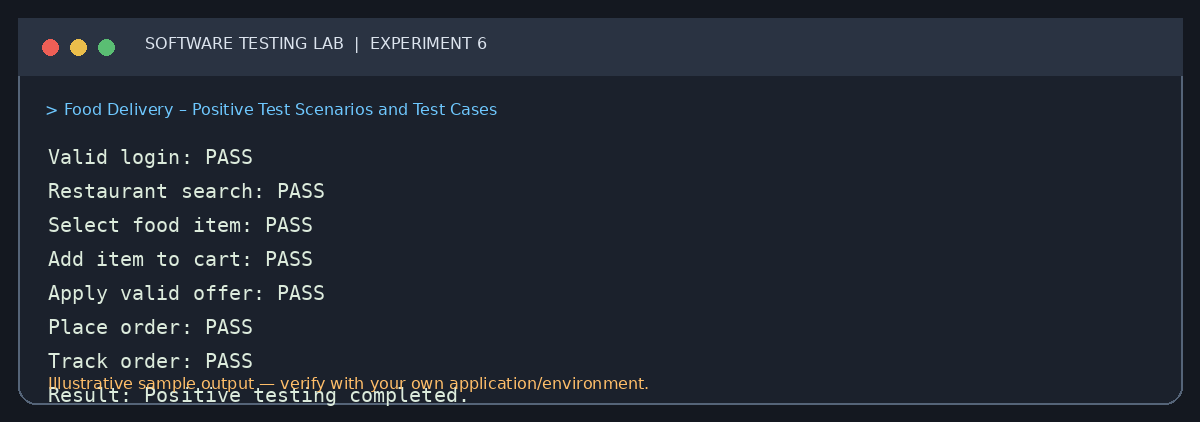 SOFTWARE TESTING LAB | EXPERIMENT 6
> Food Delivery – Positive Test Scenarios and Test Cases
Valid login: PASS
Restaurant search: PASS
Select food item: PASS
Add item to cart: PASS
Apply valid offer: PASS
Place order: PASS
Track order: PASS
Illustrative sample output — verify with your own application/environment.
Result: Positive testing completed.